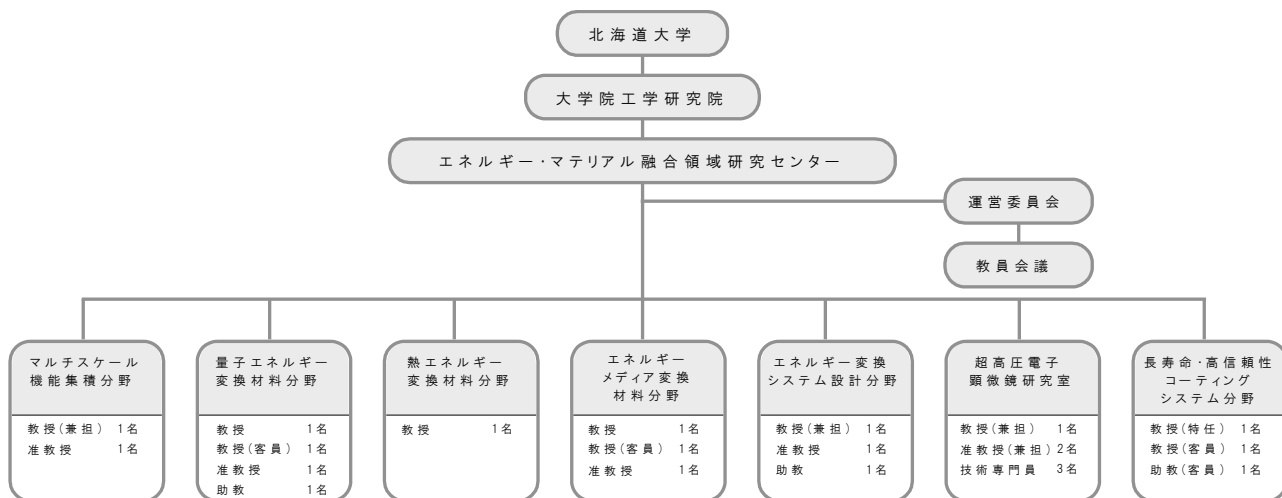 北海道大学
大学院工学研究院
エネルギー・マテリアル融合領域研究センター
運営委員会
教員会議
マルチスケール
機能集積分野
教授(兼担) 1名
准教授 1名
量子エネルギー
変換材料分野
教授 1名
教授(客員) 1名
准教授 1名
助教 1名
熱エネルギー
変換材料分野
教授 1名
エネルギー
メディア変換
材料分野
教授 1名
教授(客員) 1名
准教授 1名
エネルギー変換
システム設計分野
教授(兼担) 1名
准教授 1名
助教 1名
超高圧電子
顕微鏡研究室
教授(兼担) 1名
准教授(兼担) 2名
技術専門員 3名
長寿命・高信頼性
コーティング
システム分野
教授(特任) 1名
教授(客員) 1名
助教(客員) 1名